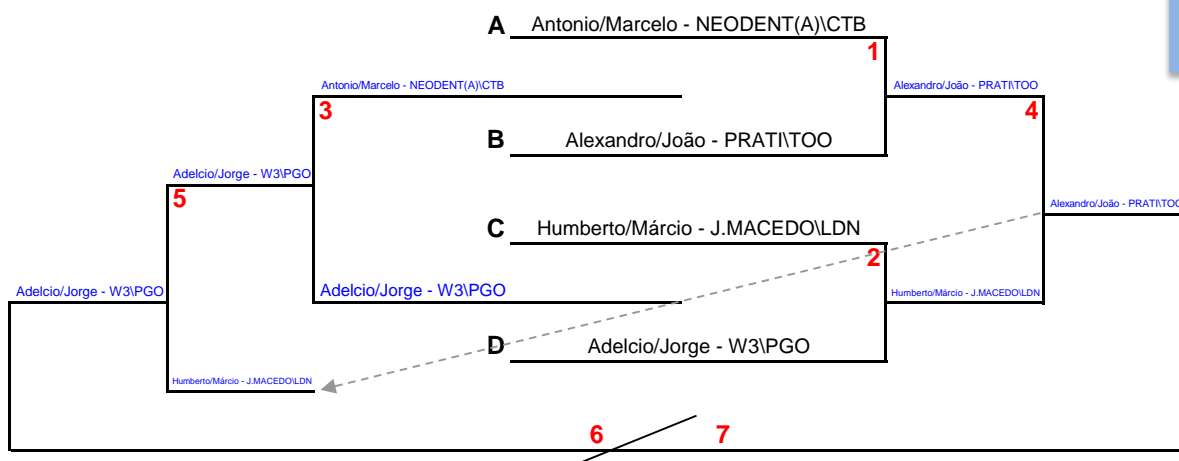 A Antonio/Marcelo - NEODENT(A)\CTB
1
Antonio/Marcelo - NEODENT(A)\CTB
Alexandro/João - PRATI\TOO
3
4
B Alexandro/João - PRATI\TOO
Adelcio/Jorge - W3\PGO
5
Alexandro/João - PRATI\TOO
C Humberto/Márcio - J.MACEDO\LDN
2
Adelcio/Jorge - W3\PGO
Adelcio/Jorge - W3\PGO
Humberto/Márcio - J.MACEDO\LDN
D Adelcio/Jorge - W3\PGO
Humberto/Márcio - J.MACEDO\LDN
6
7